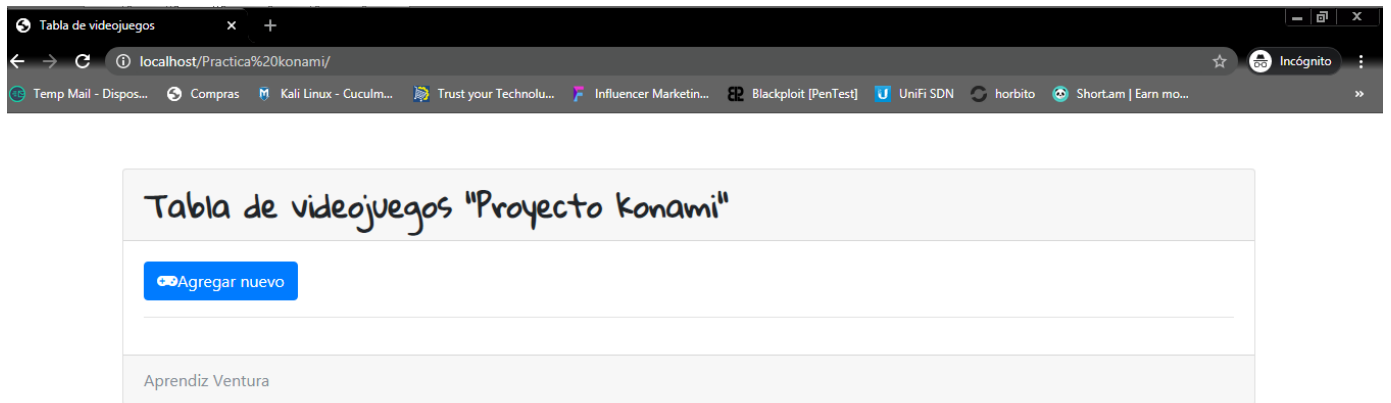 Tabla de videojuegos
localhost/Practica%20konami/
Incógnito
Temp Mail - Dispos... Compras Kali Linux - Cuculm... Trust your Technolu... Influencer Marketin... Blackploit [PenTest] UniFi SDN horbito Short.am | Earn mo...
Tabla de videojuegos "Proyecto Konami"
Agregar nuevo
Aprendiz Ventura